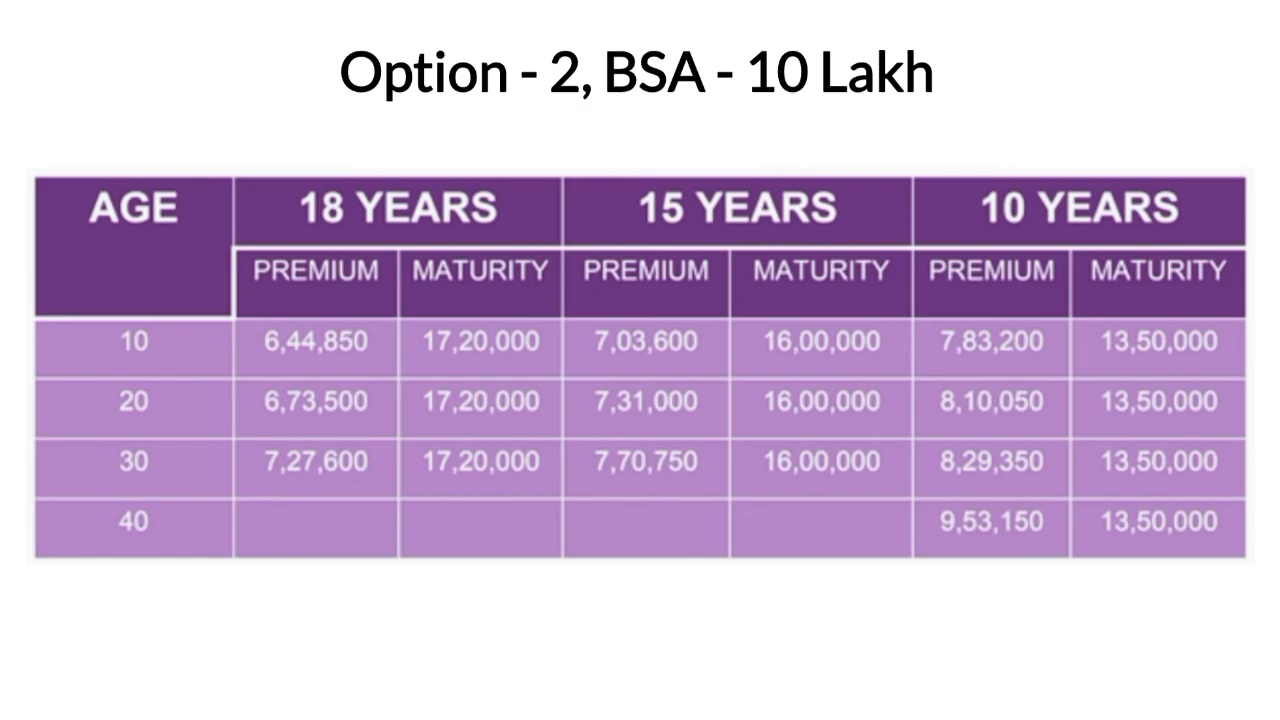 Option - 2, BSA - 10 Lakh
AGE 18 YEARS 15 YEARS 10 YEARS
PREMIUM MATURITY PREMIUM MATURITY PREMIUM MATURITY
10 6,44,850 17,20,000 7,03,600 16,00,000 7,83,200 13,50,000
20 6,73,500 17,20,000 7,31,000 16,00,000 8,10,050 13,50,000
30 7,27,600 17,20,000 7,70,750 16,00,000 8,29,350 13,50,000
40 9,53,150 13,50,000